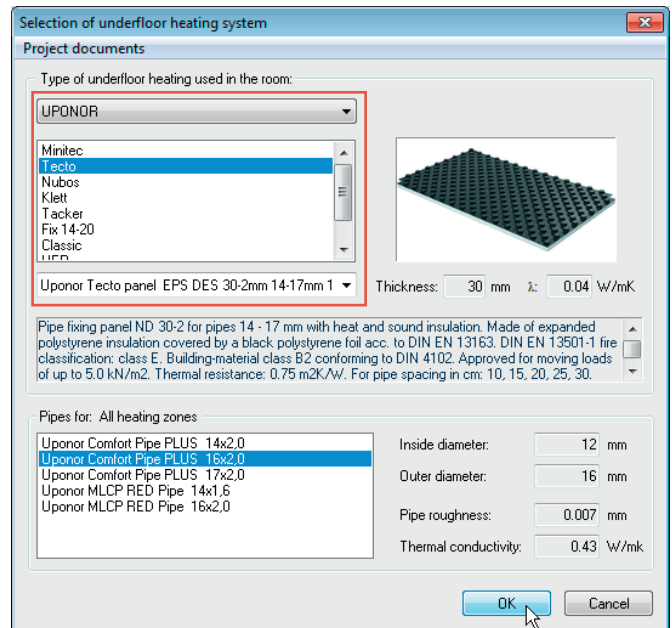 Selection of underfloor heating system
Project documents
Type of underfloor heating used in the room:
UPONOR
Minitec
Tecto
Nubos
Klett
Tacker
Fix 14-20
Classic
Uponor Tecto panel EPS DES 30-2mm 14-17mm 1
Thickness: 30 mm λ: 0.04 W/mK
Pipe fixing panel ND 30-2 for pipes 14 - 17 mm with heat and sound insulation. Made of expanded
polystyrene insulation covered by a black polystyrene foil acc. to DIN EN 13163. DIN EN 13501-1 fire
classification: class E. Building-material class B2 conforming to DIN 4102. Approved for moving loads
of up to 5.0 kN/m2. Thermal resistance: 0.75 m2K/W. For pipe spacing in cm: 10, 15, 20, 25, 30.
Pipes for: All heating zones
Uponor Comfort Pipe PLUS 14x2,0
Uponor Comfort Pipe PLUS 16x2,0
Uponor Comfort Pipe PLUS 17x2,0
Uponor MLCP RED Pipe 14x1,6
Uponor MLCP RED Pipe 16x2,0
Inside diameter: 12 mm
Outer diameter: 16 mm
Pipe roughness: 0.007 mm
Thermal conductivity: 0.43 W/mk
OK
Cancel